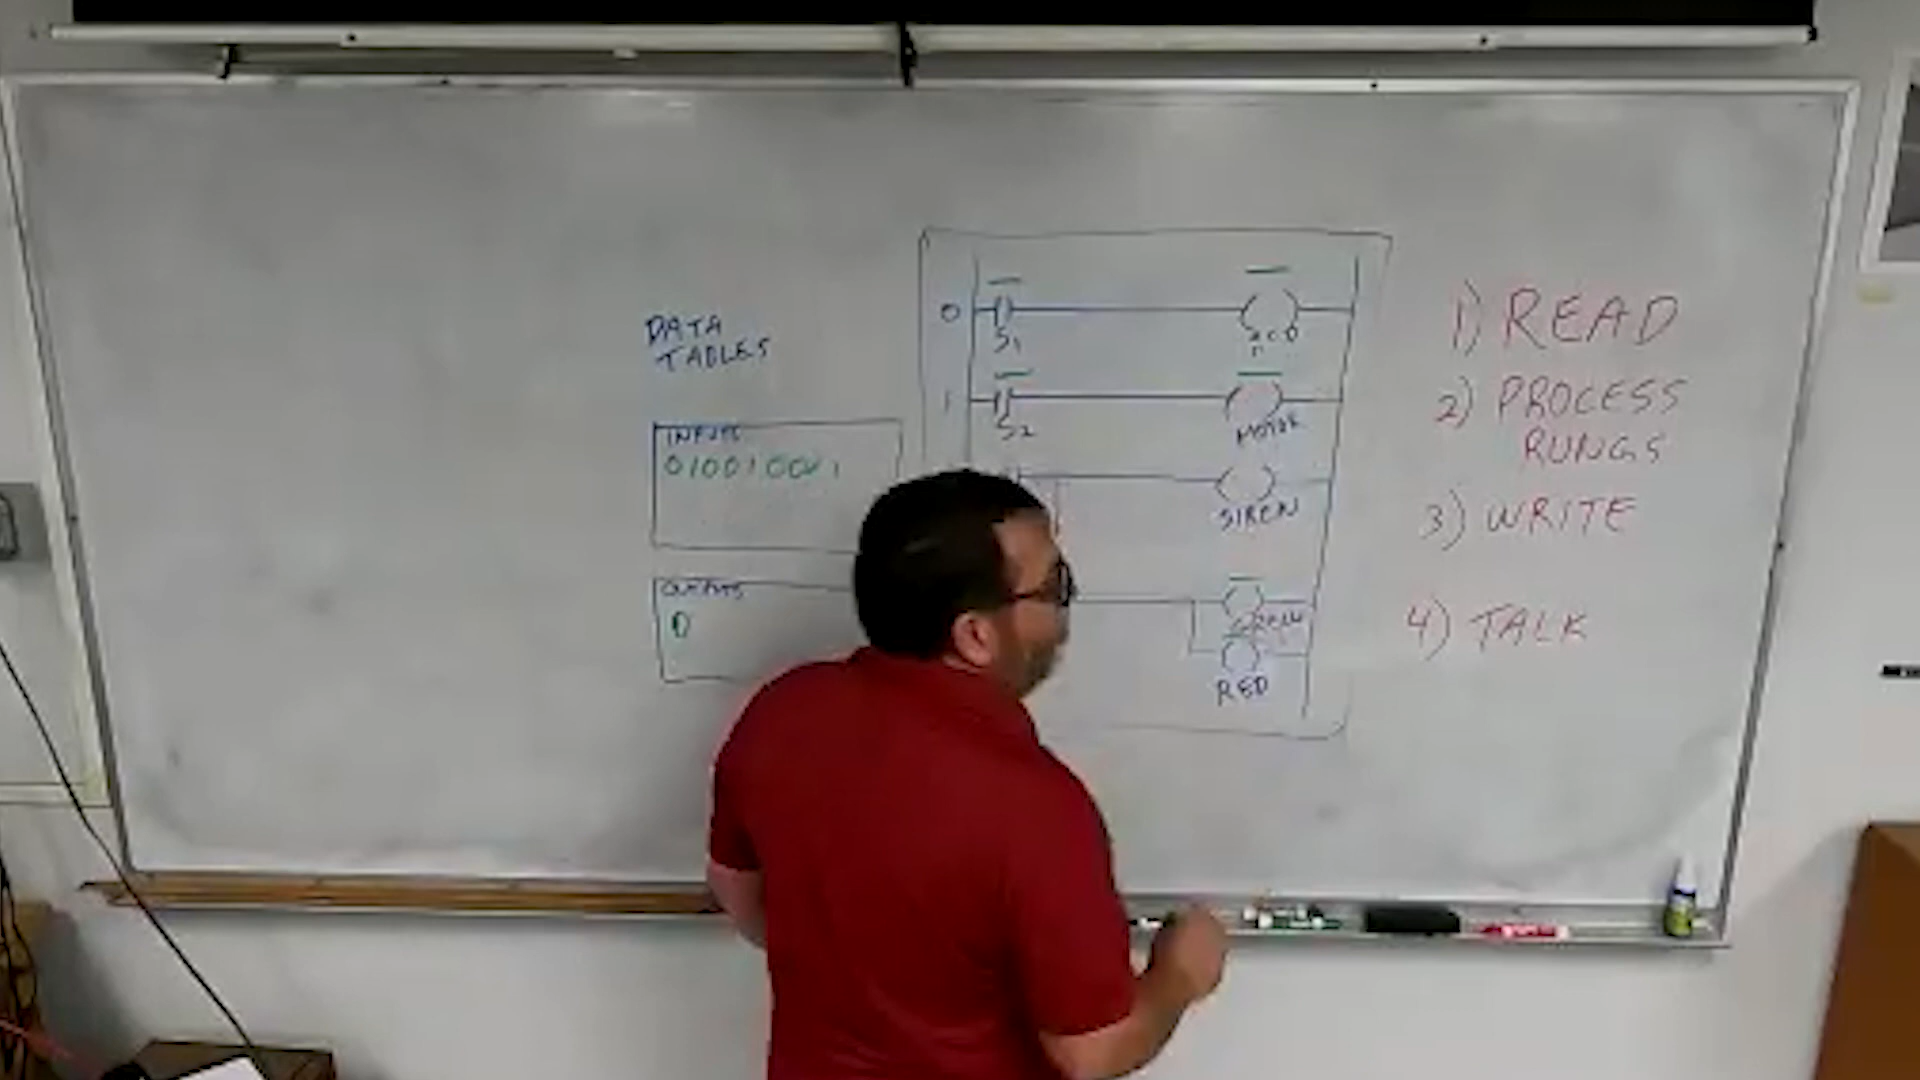 DATA
TABLES
INPUTS
OUTPUTS
0
0
S1
1
S2
MOTOR
SIREN
RED
1) READ
2) PROCESS
RUNGS
3) WRITE
4) TALK